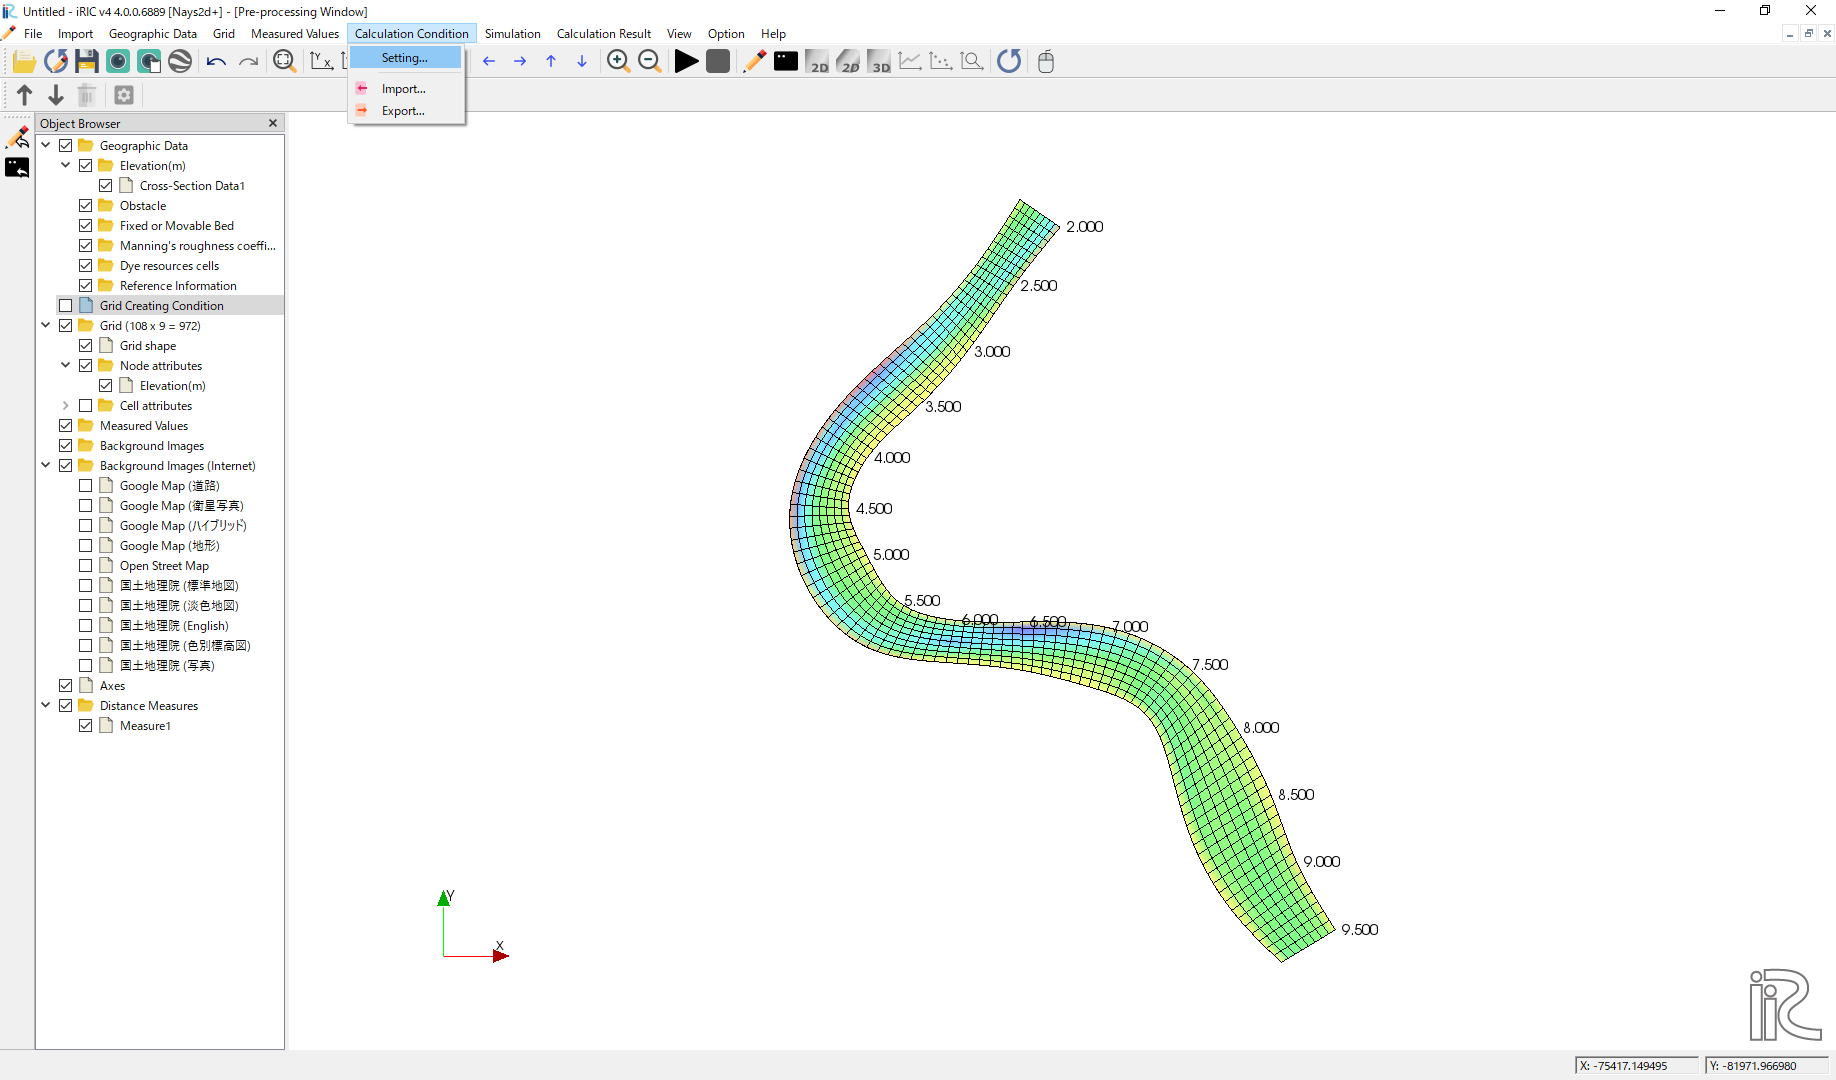 Untitled - iRIC v4 4.0.0.6889 [Nays2d+] - [Pre-processing Window]
File Import Geographic Data Grid Measured Values Calculation Condition Simulation Calculation Result View Option Help
Setting...
Import...
Export...
2D 2D 3D
Object Browser
Geographic Data
Elevation(m)
Cross-Section Data1
Obstacle
Fixed or Movable Bed
Manning's roughness coeffi...
Dye resources cells
Reference Information
Grid Creating Condition
Grid (108 x 9 = 972)
Grid shape
Node attributes
Elevation(m)
Cell attributes
Measured Values
Background Images
Background Images (Internet)
Google Map (道路)
Google Map (衛星写真)
Google Map (ハイブリッド)
Google Map (地形)
Open Street Map
国土地理院 (標準地図)
国土地理院 (淡色地図)
国土地理院 (English)
国土地理院 (色別標高図)
国土地理院 (写真)
Axes
Distance Measures
Measure1
2.000
2.500
3.000
3.500
4.000
4.500
5.000
5.500
6.000
6.500
7.000
7.500
8.000
8.500
9.000
9.500
Y
X
iRIC
X: -75417.149495
Y: -81971.966980